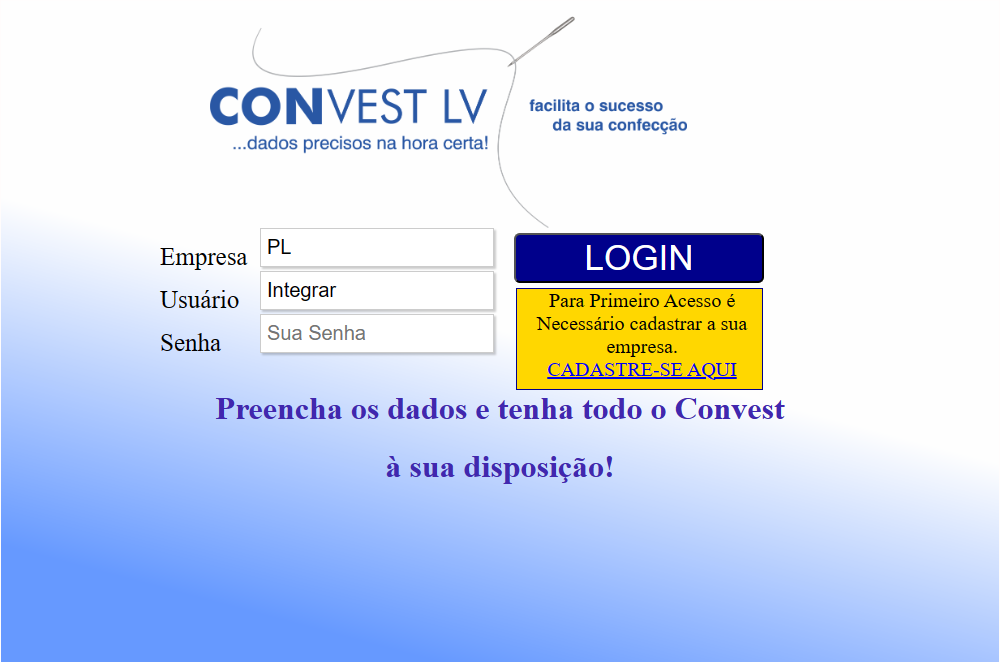 CONVEST LV
...dados precisos na hora certa!
facilita o sucesso
da sua confecção
Empresa
PL
Usuário
Integrar
Senha
Sua Senha
LOGIN
Para Primeiro Acesso é
Necessário cadastrar a sua
empresa.
CADASTRE-SE AQUI
Preencha os dados e tenha todo o Convest
à sua disposição!